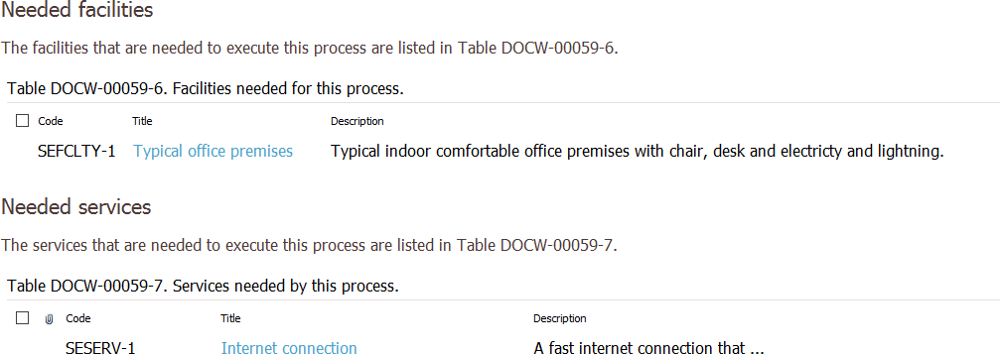 Needed facilities
The facilities that are needed to execute this process are listed in Table DOCW-00059-6.
Table DOCW-00059-6. Facilities needed for this process.
Code Title Description
SEFCLTY-1 Typical office premises Typical indoor comfortable office premises with chair, desk and electricty and lightning.
Needed services
The services that are needed to execute this process are listed in Table DOCW-00059-7.
Table DOCW-00059-7. Services needed by this process.
Code Title Description
SESERV-1 Internet connection A fast internet connection that ...